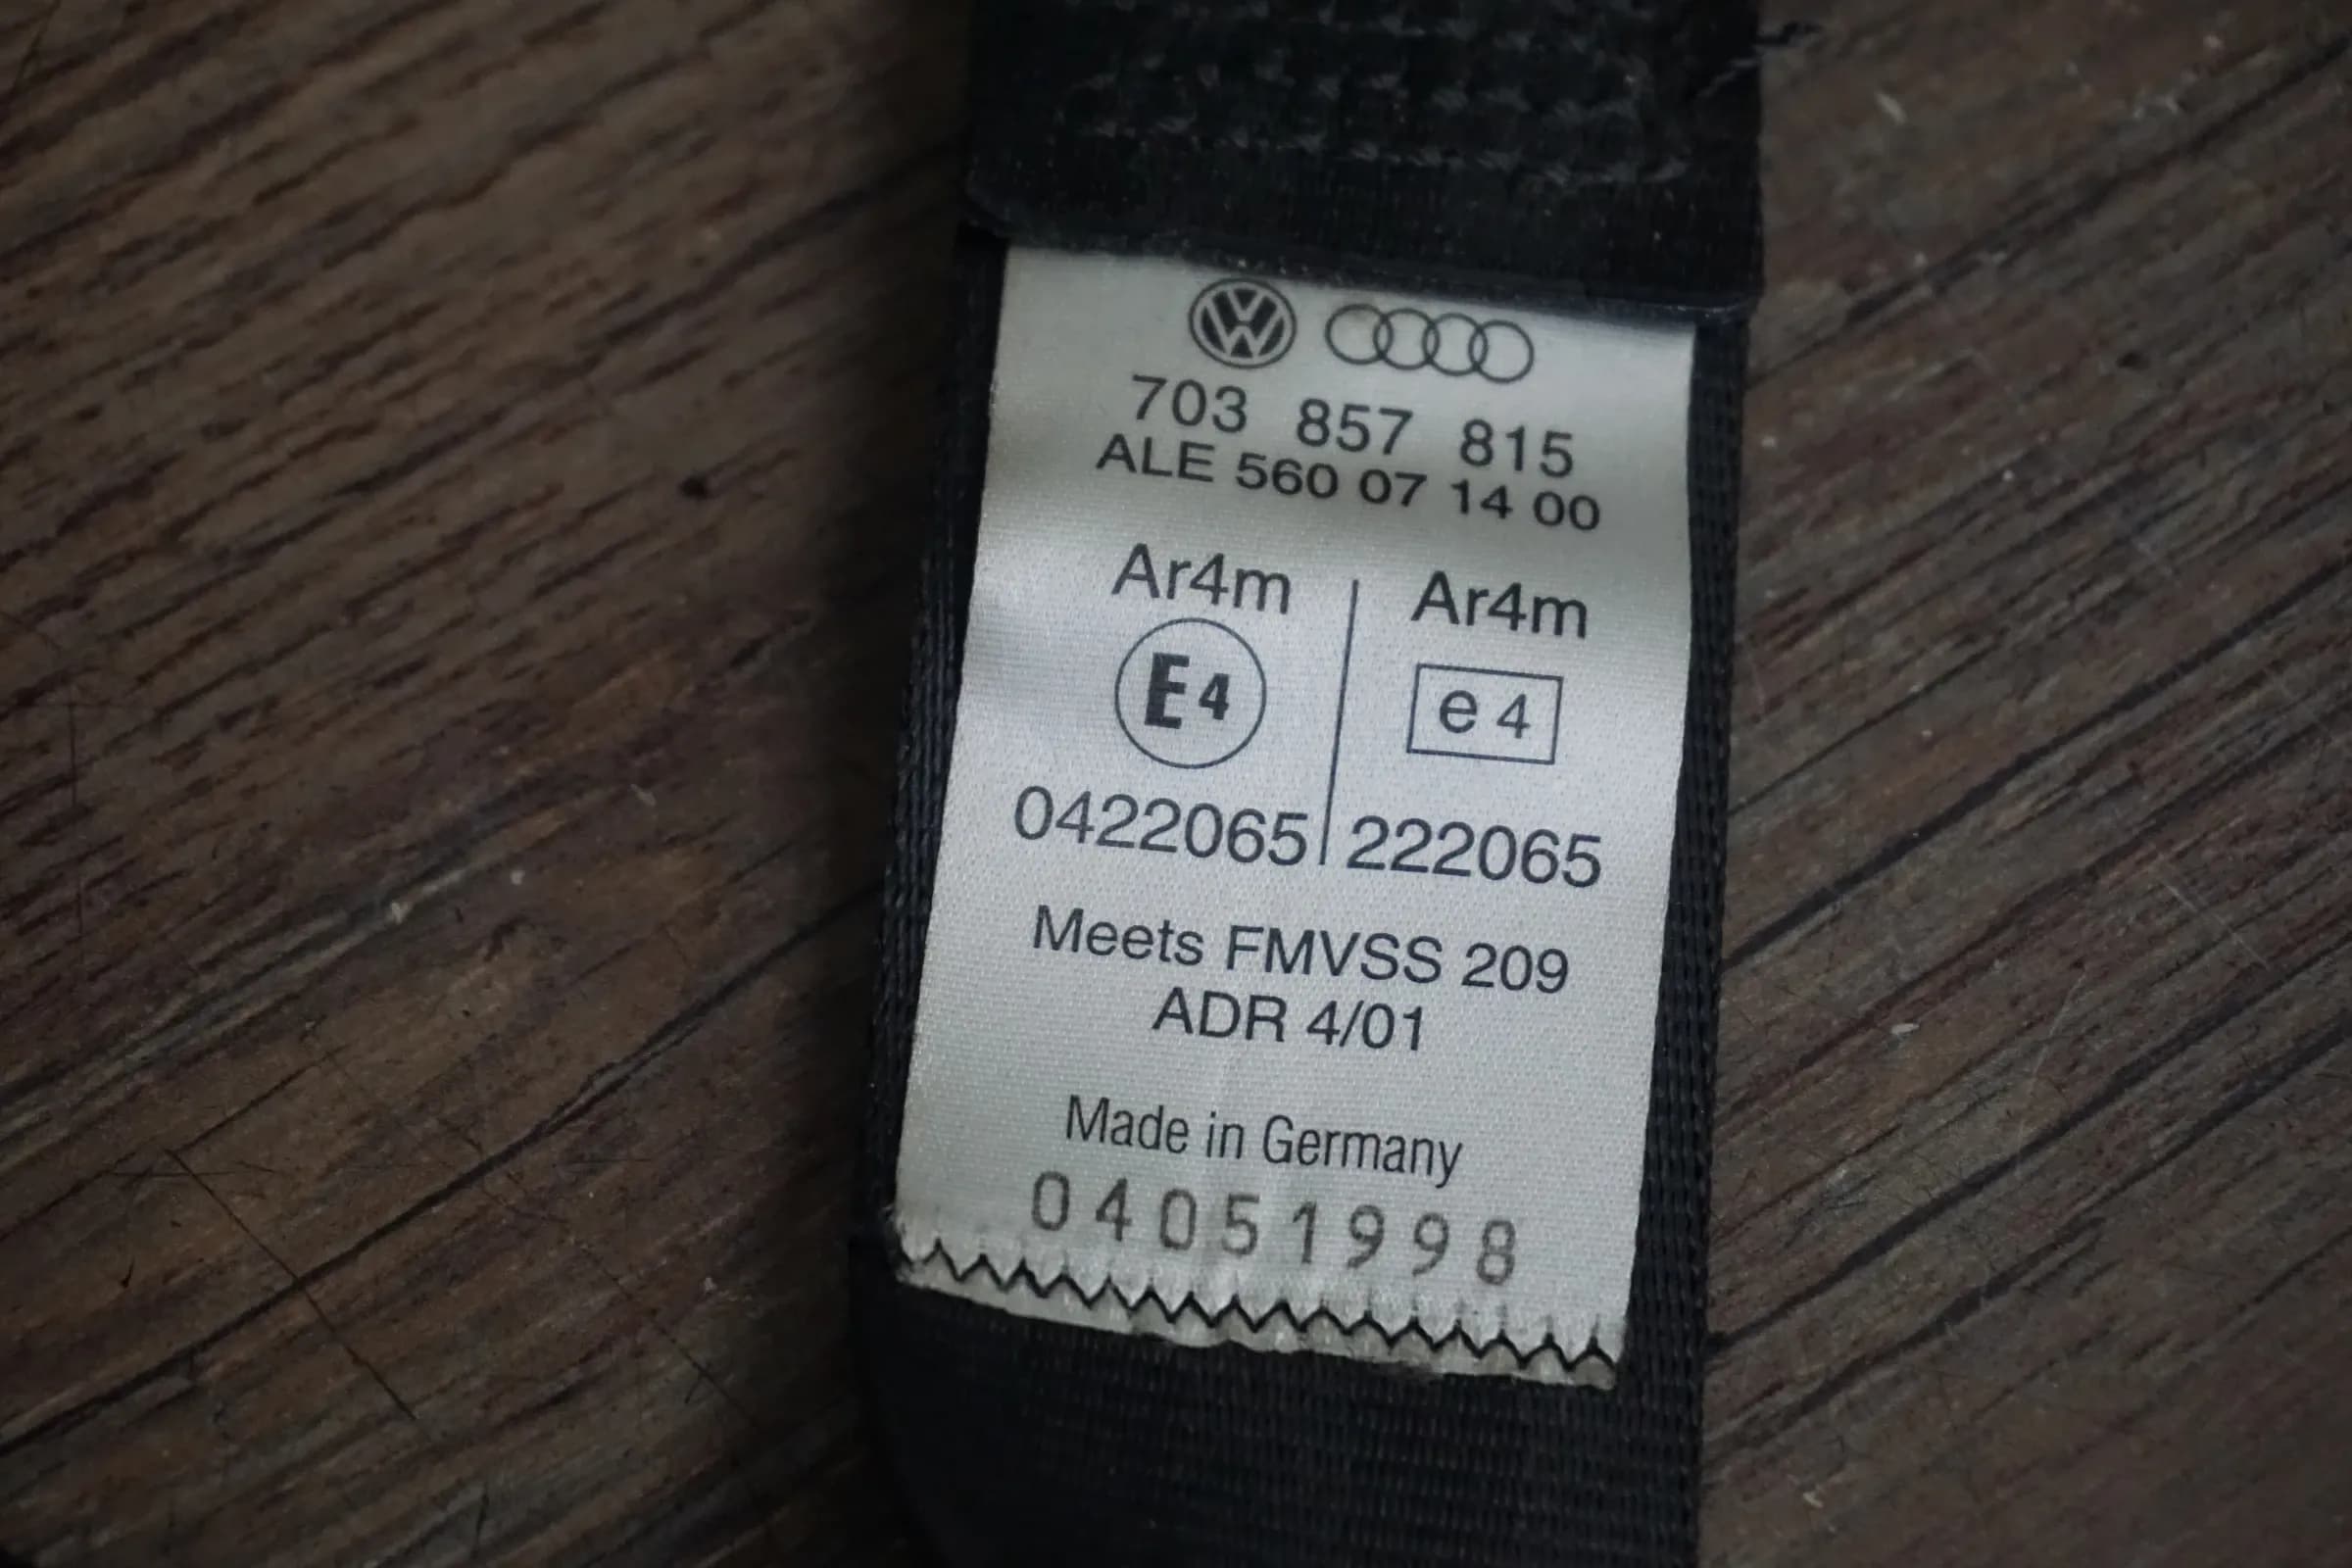 703 857 815
ALE 560 07 14 00
Ar4m Ar4m
E4 e4
0422065 222065
Meets FMVSS 209
ADR 4/01
Made in Germany
04051998